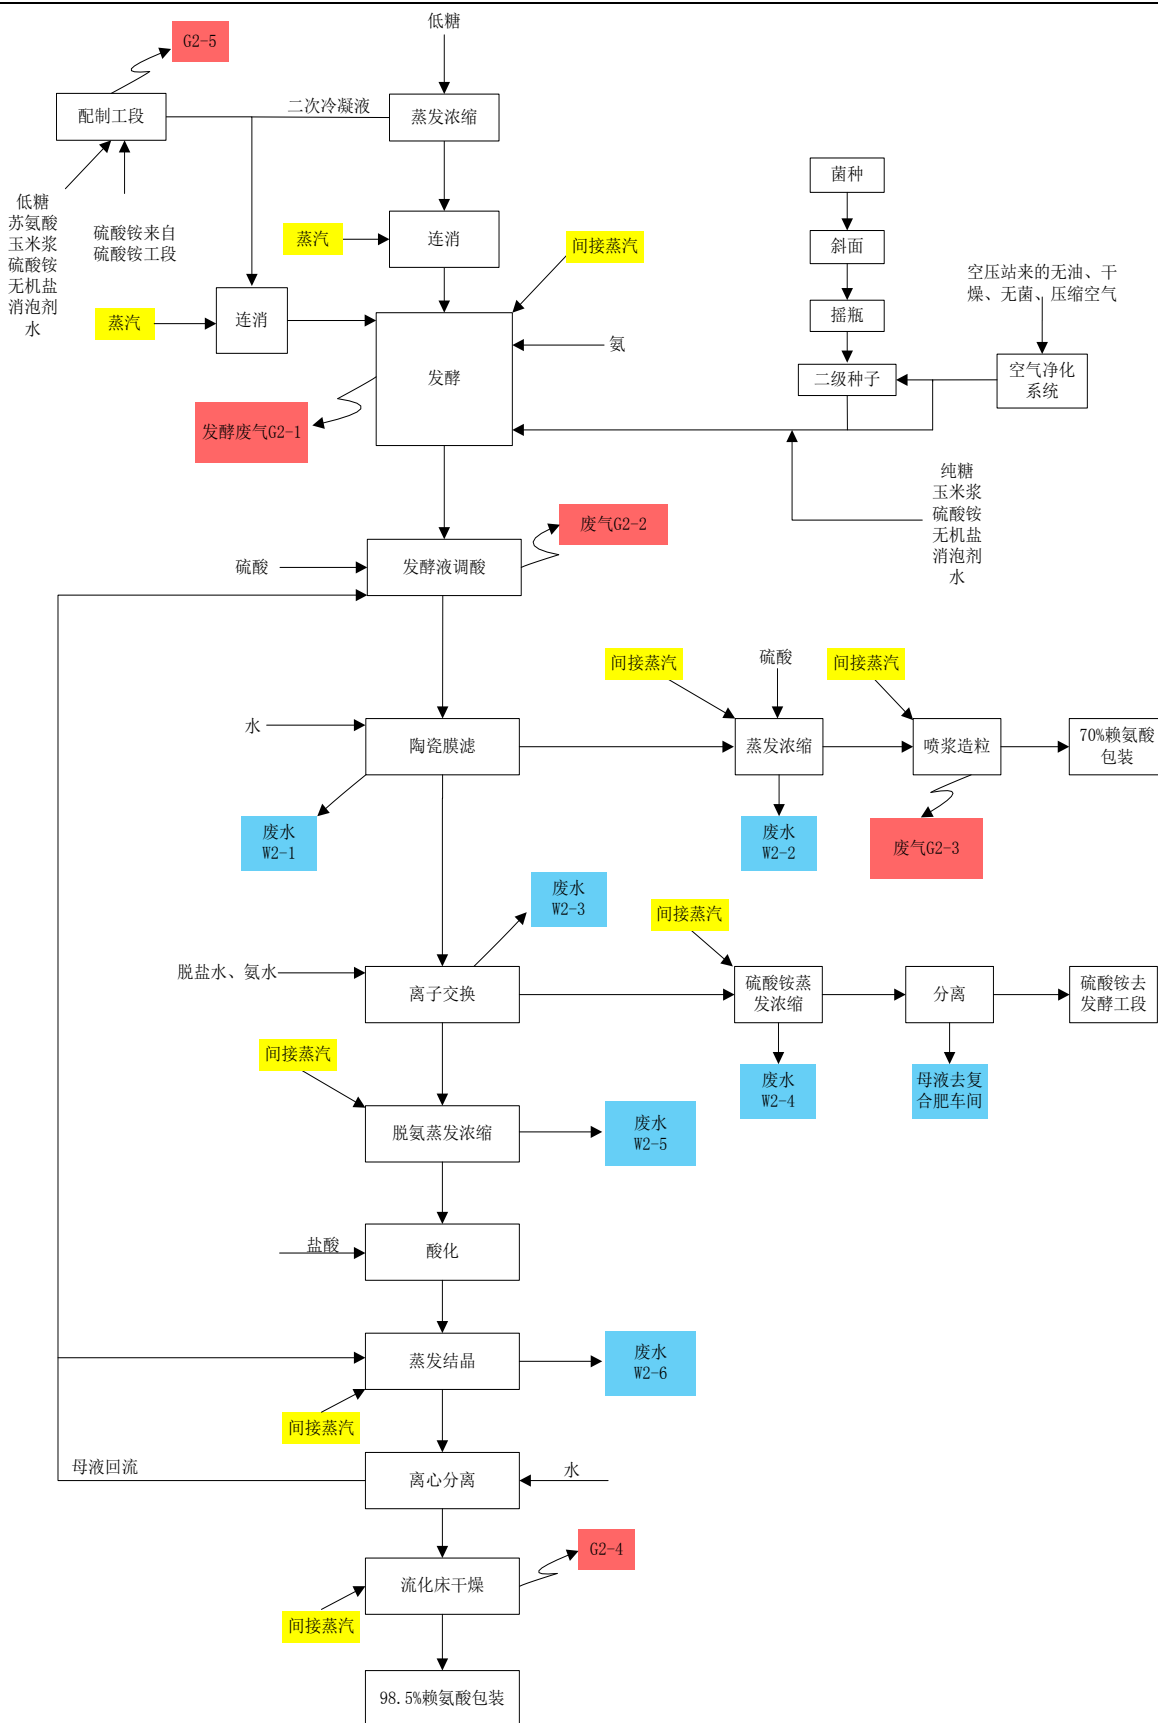 低糖
G2-5
配制工段
二次冷凝液
蒸发浓缩
低糖
苏氨酸
玉米浆
硫酸铵
无机盐
消泡剂
水
硫酸铵来自
硫酸铵工段
蒸汽
连消
间接蒸汽
蒸汽
连消
菌种
斜面
摇瓶
二级种子
空压站来的无油、干
燥、无菌、压缩空气
空气净化
系统
发酵
氨
发酵废气G2-1
纯糖
玉米浆
硫酸铵
无机盐
消泡剂
水
废气G2-2
硫酸
发酵液调酸
间接蒸汽
硫酸
间接蒸汽
水
陶瓷膜滤
蒸发浓缩
喷浆造粒
70%赖氨酸
包装
废水
W2-1
废水
W2-2
废气G2-3
废水
W2-3
间接蒸汽
脱盐水、氨水
离子交换
硫酸铵蒸
发浓缩
分离
硫酸铵去
发酵工段
间接蒸汽
废水
W2-4
母液去复
合肥车间
脱氨蒸发浓缩
废水
W2-5
盐酸
酸化
蒸发结晶
废水
W2-6
间接蒸汽
母液回流
离心分离
水
G2-4
流化床干燥
间接蒸汽
98.5%赖氨酸包装